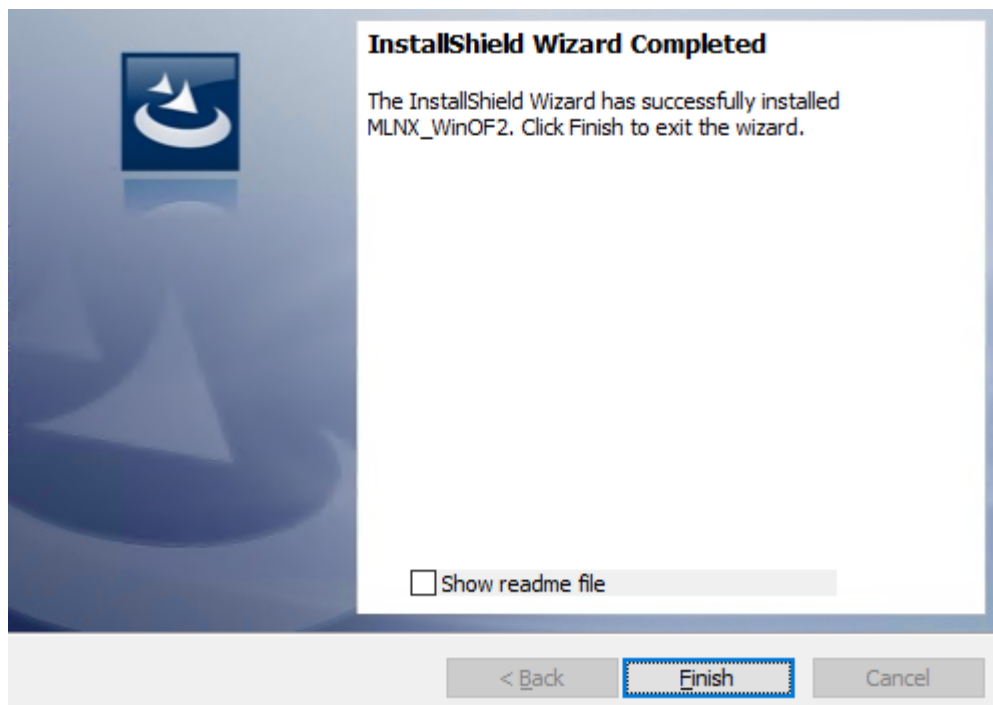 InstallShield Wizard Completed
The InstallShield Wizard has successfully installed
MLNX_WinOF2. Click Finish to exit the wizard.
Show readme file
< Back
Finish
Cancel